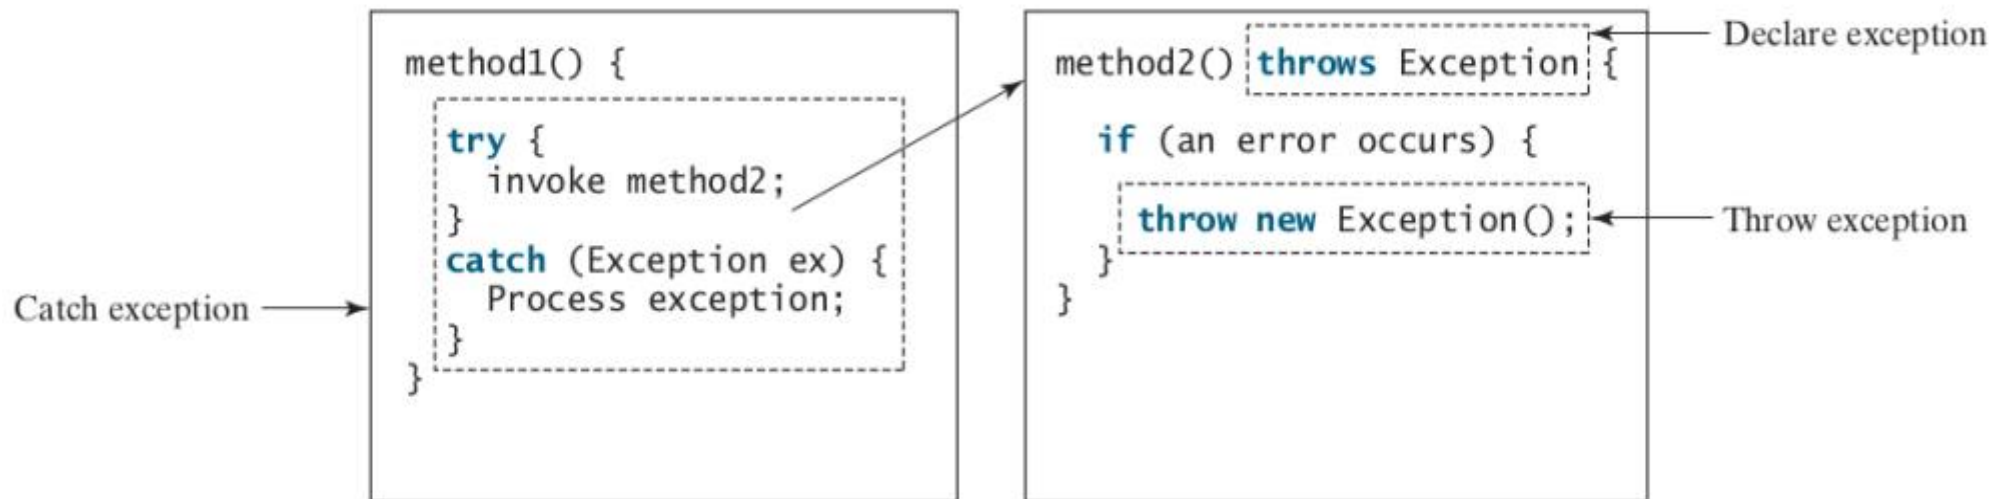 Catch exception
method1() {
try {
invoke method2;
}
catch (Exception ex) {
Process exception;
}
}
method2() throws Exception {
if (an error occurs) {
throw new Exception();
}
}
Declare exception
Throw exception